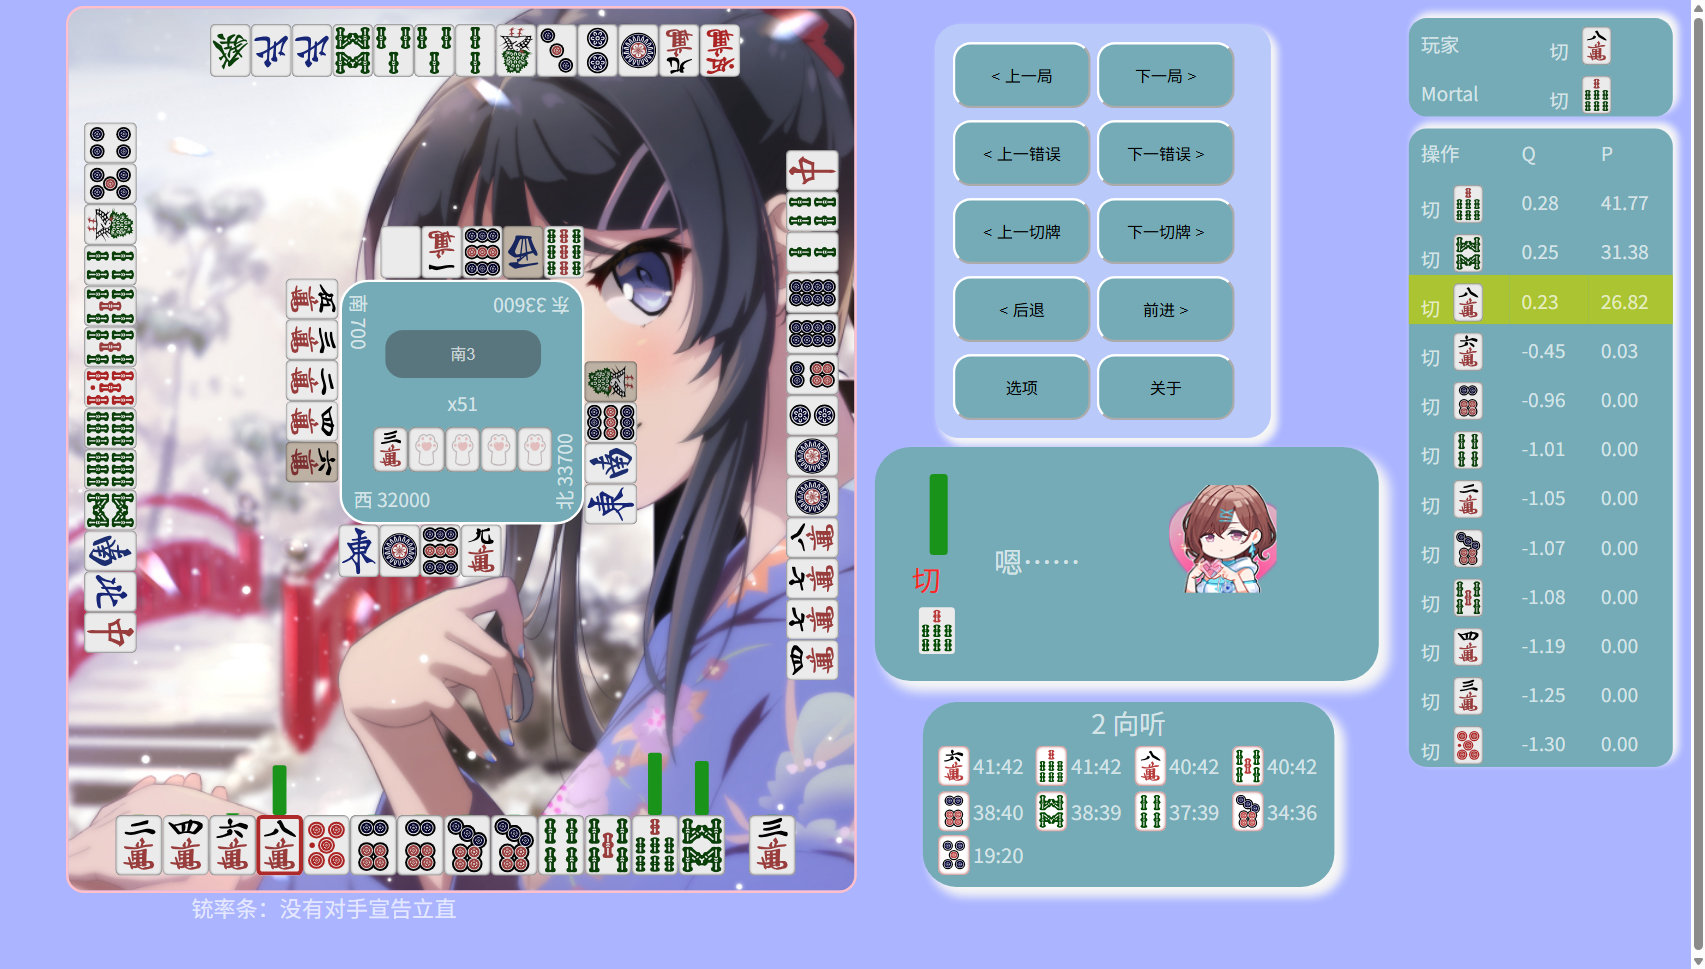 南 700
东 33600
南3
x51
西 32000
北 33700
铳率条：没有对手宣告立直
< 上一局
下一局 >
< 上一错误
下一错误 >
< 上一切牌
下一切牌 >
< 后退
前进 >
选项
关于
切
嗯……
2 向听
41:42
41:42
40:42
40:42
38:40
38:39
37:39
34:36
19:20
玩家 切
Mortal 切
操作 Q P
切 0.28 41.77
切 0.25 31.38
切 0.23 26.82
切 -0.45 0.03
切 -0.96 0.00
切 -1.01 0.00
切 -1.05 0.00
切 -1.07 0.00
切 -1.08 0.00
切 -1.19 0.00
切 -1.25 0.00
切 -1.30 0.00